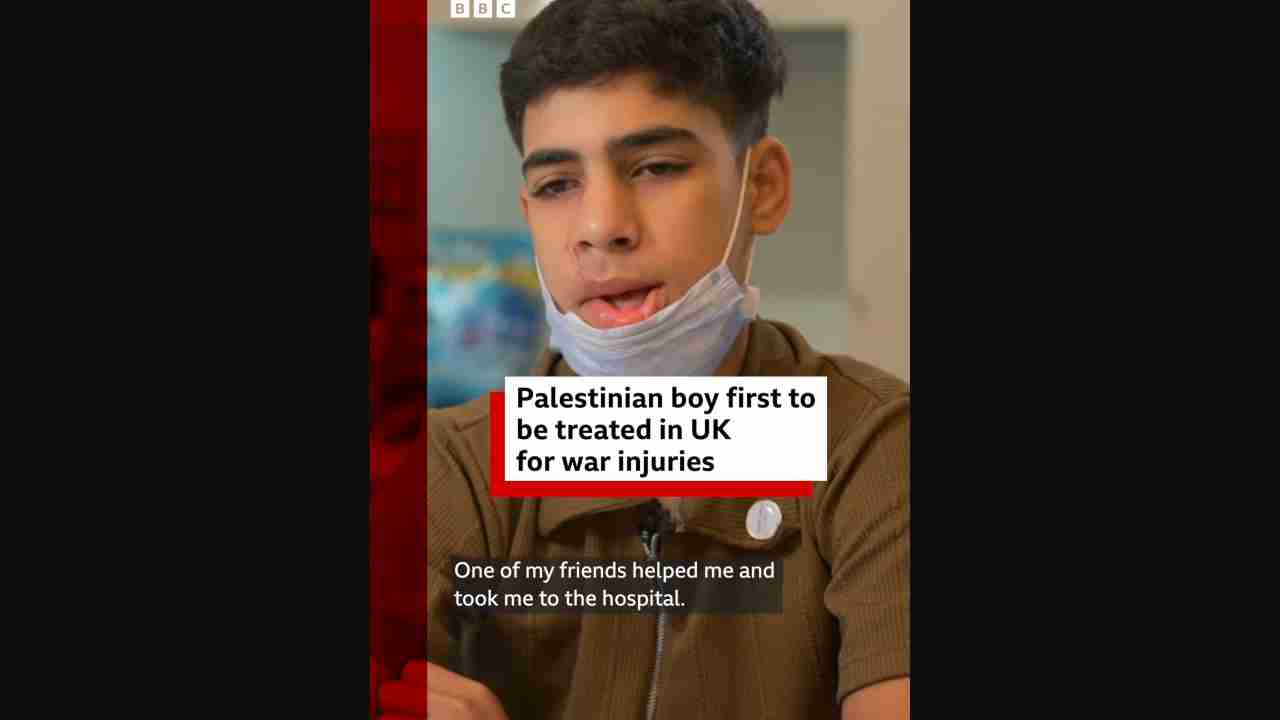 BBC
Palestinian boy first to
be treated in UK
for war injuries
One of my friends helped me and
took me to the hospital.